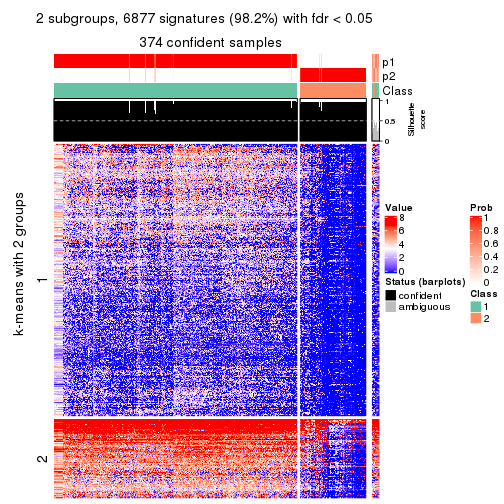 2 subgroups, 6877 signatures (98.2%) with fdr < 0.05
374 confident samples
p1
p2
Class
1
0.5
0
Silhouette
score
k-means with 2 groups
1
2
Value
8
6
4
2
0
Status (barplots)
confident
ambiguous
Prob
1
0.8
0.6
0.4
0.2
0
Class
1
2